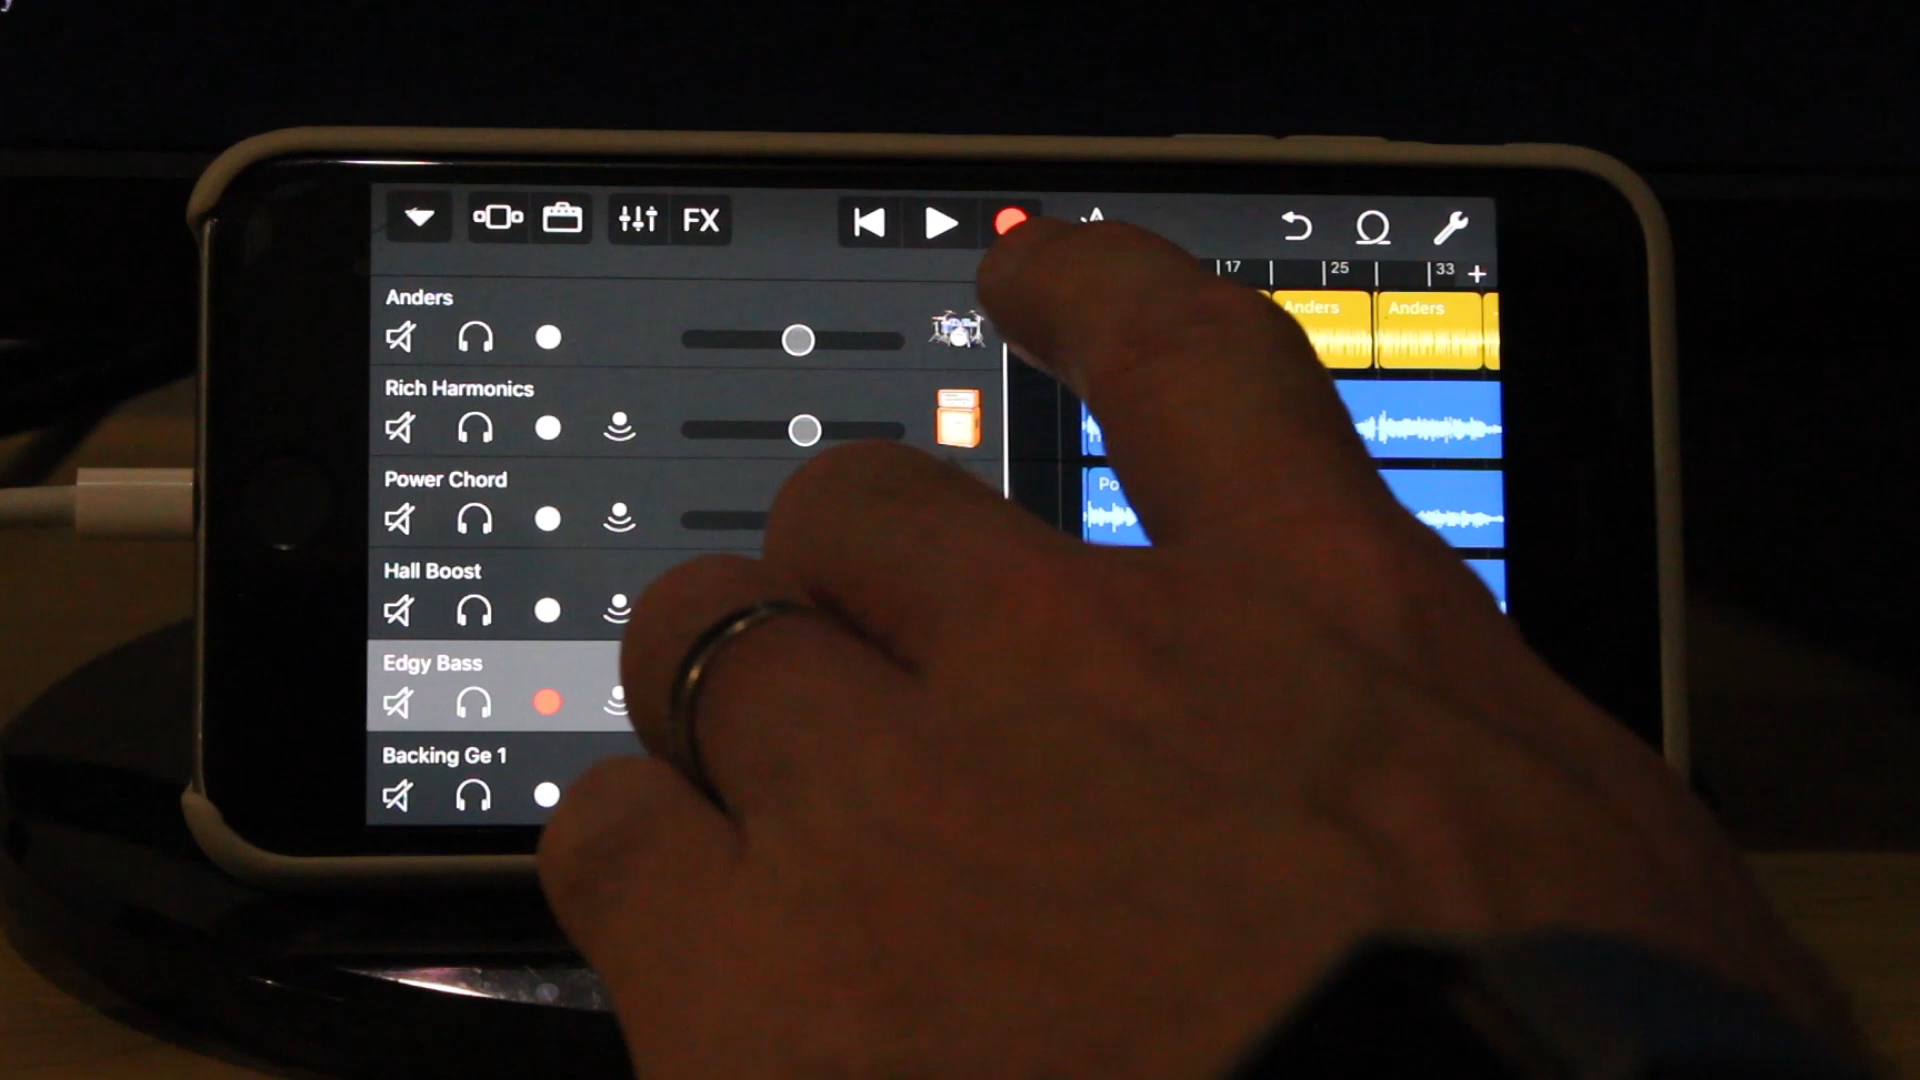 FX
17 25 33 +
Anders
Anders Anders
Rich Harmonics
Power Chord
Po
Hall Boost
Edgy Bass
Backing Ge 1